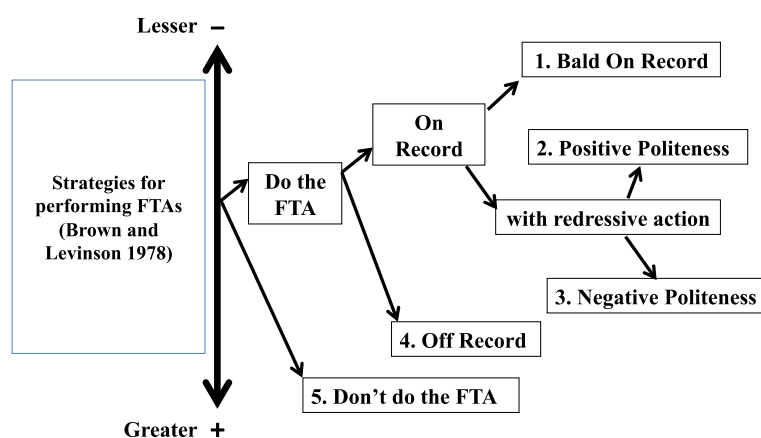 Lesser –
1. Bald On Record
On
Record
2. Positive Politeness
Strategies for
performing FTAs
(Brown and
Levinson 1978)
Do the
FTA
with redressive action
3. Negative Politeness
4. Off Record
5. Don’t do the FTA
Greater +